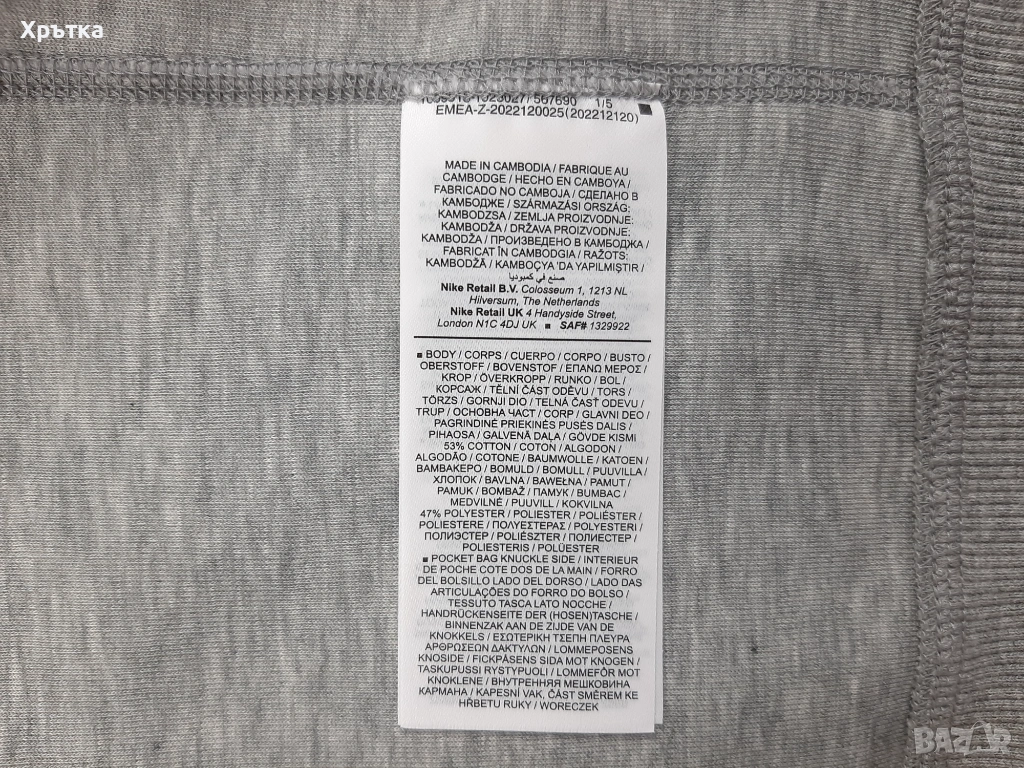 Хрътка
567690 1/5
EMEA-Z-2022120025(202212120)
MADE IN CAMBODIA / FABRIQUE AU
CAMBODGE / HECHO EN CAMBOYA /
FABRICADO NO CAMBOJA / СДЕЛАНО В
КАМБОДЖЕ / SZÁRMAZÁSI ORSZÁG:
KAMBODZSA / ZEMLJA PROIZVODNJE:
KAMBODŽA / DRŽAVA PROIZVODNJE:
KAMBODŽA / ПРОИЗВЕДЕНО В КАМБОДЖА /
FABRICAT ÎN CAMBODGIA / RAŽOTS:
KAMBODŽĀ / KAMBOÇYA 'DA YAPILMIŞTIR /
صنع في كمبوديا
Nike Retail B.V. Colosseum 1, 1213 NL
Hilversum, The Netherlands
Nike Retail UK 4 Handyside Street,
London N1C 4DJ UK ■ SAF# 1329922
■ BODY / CORPS / CUERPO / CORPO / BUSTO /
OBERSTOFF / BOVENSTOF / ΕΠΑΝΩ ΜΕΡΟΣ /
KROP / ÖVERKROPP / RUNKO / BOL /
КОРСАЖ / TĚLNÍ ČÁST ODĚVU / TORS /
TÖRZS / GORNJI DIO / TELNÁ ČASŤ ODEVU /
TRUP / ОСНОВНА ЧАСТ / CORP / GLAVNI DEO /
PAGRINDINĖ PRIEKINĖS PUSĖS DALIS /
PIHAOSA / GALVENĀ DAĻA / GÖVDE KISMI
53% COTTON / COTON / ALGODON /
ALGODÃO / COTONE / BAUMWOLLE / KATOEN /
ΒΑΜΒΑΚΕΡΟ / BOMULD / BOMULL / PUUVILLA /
ХЛОПОК / BAVLNA / BAWEŁNA / PAMUT /
PAMUK / BOMBAŽ / ПАМУК / BUMBAC /
MEDVILNĖ / PUUVILL / KOKVILNA
47% POLYESTER / POLIESTER / POLIÉSTER /
POLIESTERE / ΠΟΛΥΕΣΤΕΡΑΣ / POLYESTERI /
ПОЛИЭСТЕР / POLIÉSZTER / ПОЛИЕСТЕР /
POLIESTERIS / POLÜESTER
■ POCKET BAG KNUCKLE SIDE / INTERIEUR
DE POCHE COTE DOS DE LA MAIN / FORRO
DEL BOLSILLO LADO DEL DORSO / LADO DAS
ARTICULAÇÕES DO FORRO DO BOLSO /
TESSUTO TASCA LATO NOCCHE /
HANDRÜCKENSEITE DER (HOSEN)TASCHE /
BINNENZAK AAN DE ZIJDE VAN DE
KNOKKELS / ΕΣΩΤΕΡΙΚΗ ΤΣΕΠΗ ΠΛΕΥΡΑ
ΑΡΘΡΩΣΕΩΝ ΔΑΚΤΥΛΩΝ / LOMMEPOSENS
KNOSIDE / FICKPÅSENS SIDA MOT KNOGEN /
TASKUPUSSI RYSTYPUOLI / LOMMEFÔR MOT
KNOKLENE / ВНУТРЕННЯЯ МЕШКОВИНА
КАРМАНА / KAPESNÍ VAK, ČÁST SMĚREM KE
HŘBETU RUKY / WORECZEK
BAZAR